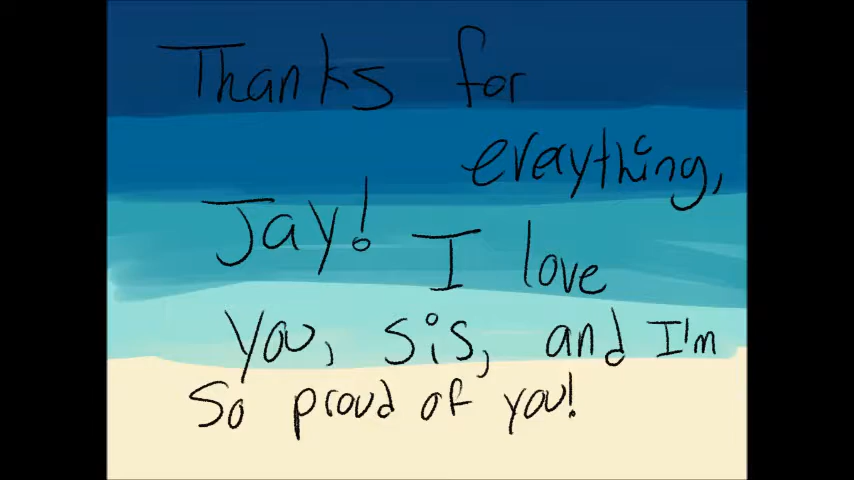 Thanks for
everything,
Jay! I love
you, sis, and I'm
so proud of you!